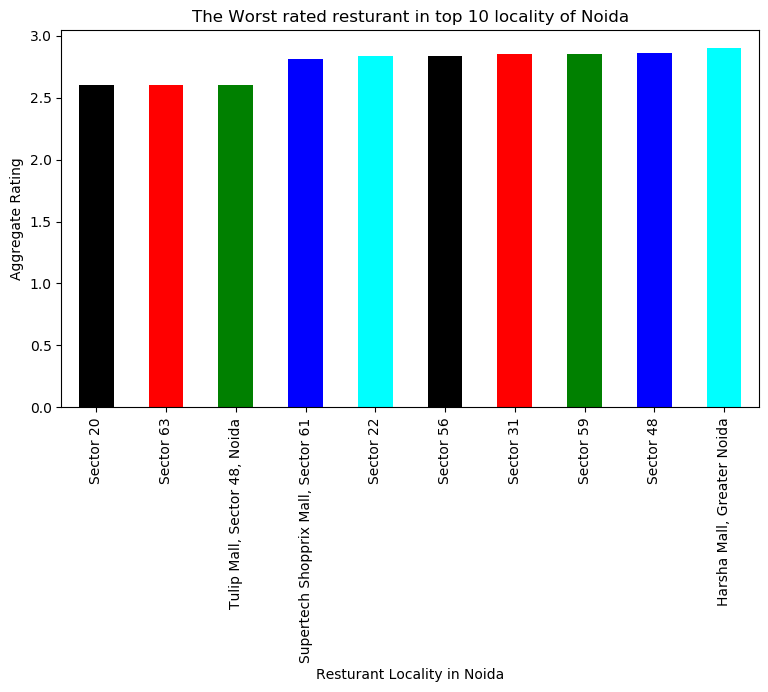 The Worst rated resturant in top 10 locality of Noida
Aggregate Rating
3.0
2.5
2.0
1.5
1.0
0.5
0.0
Sector 20
Sector 63
Tulip Mall, Sector 48, Noida
Supertech Shopprix Mall, Sector 61
Sector 22
Sector 56
Sector 31
Sector 59
Sector 48
Harsha Mall, Greater Noida
Resturant Locality in Noida